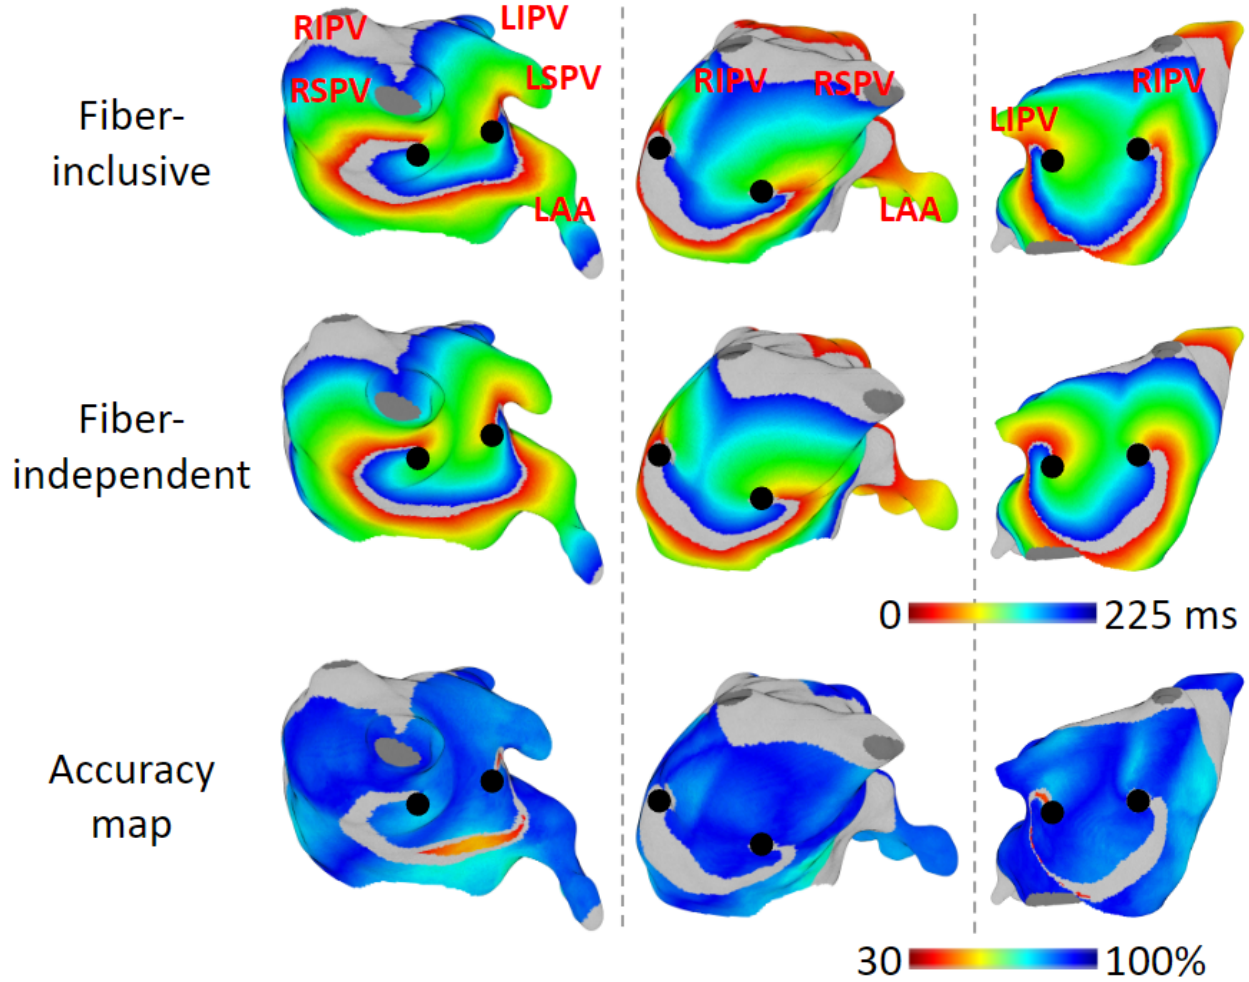 RIPV
LIPV
RSPV
LSPV
LAA
RIPV
RSPV
LAA
RIPV
LIPV
Fiber-
inclusive
Fiber-
independent
0
225 ms
Accuracy
map
30
100%